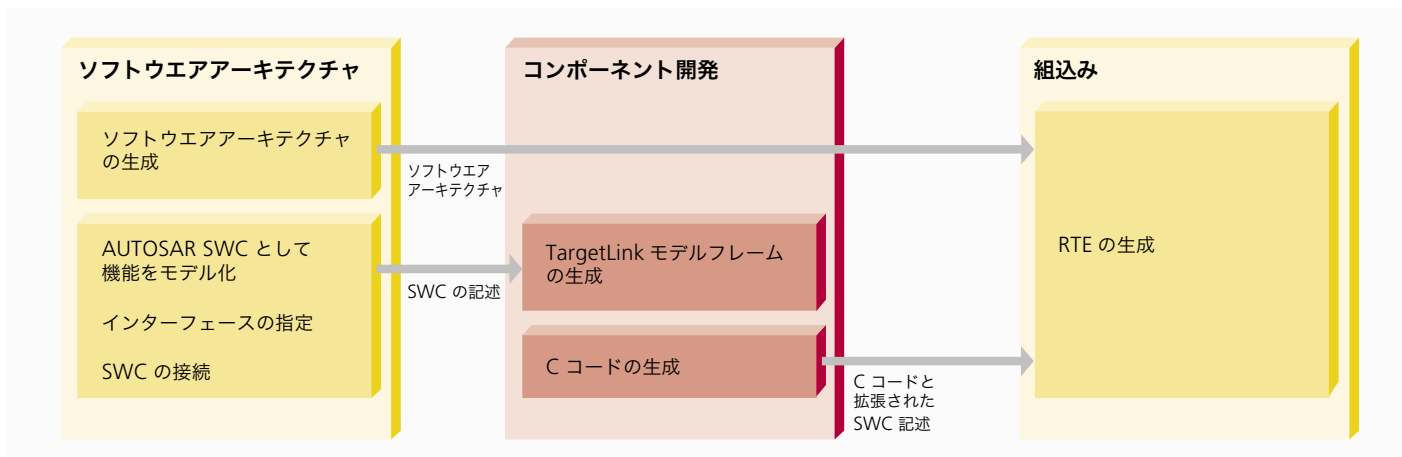 ソフトウエアアーキテクチャ
ソフトウエアアーキテクチャ
の生成
AUTOSAR SWC として
機能をモデル化
インターフェースの指定
SWC の接続
ソフトウエア
アーキテクチャ
SWC の記述
コンポーネント開発
TargetLink モデルフレーム
の生成
C コードの生成
C コードと
拡張された
SWC 記述
組込み
RTE の生成